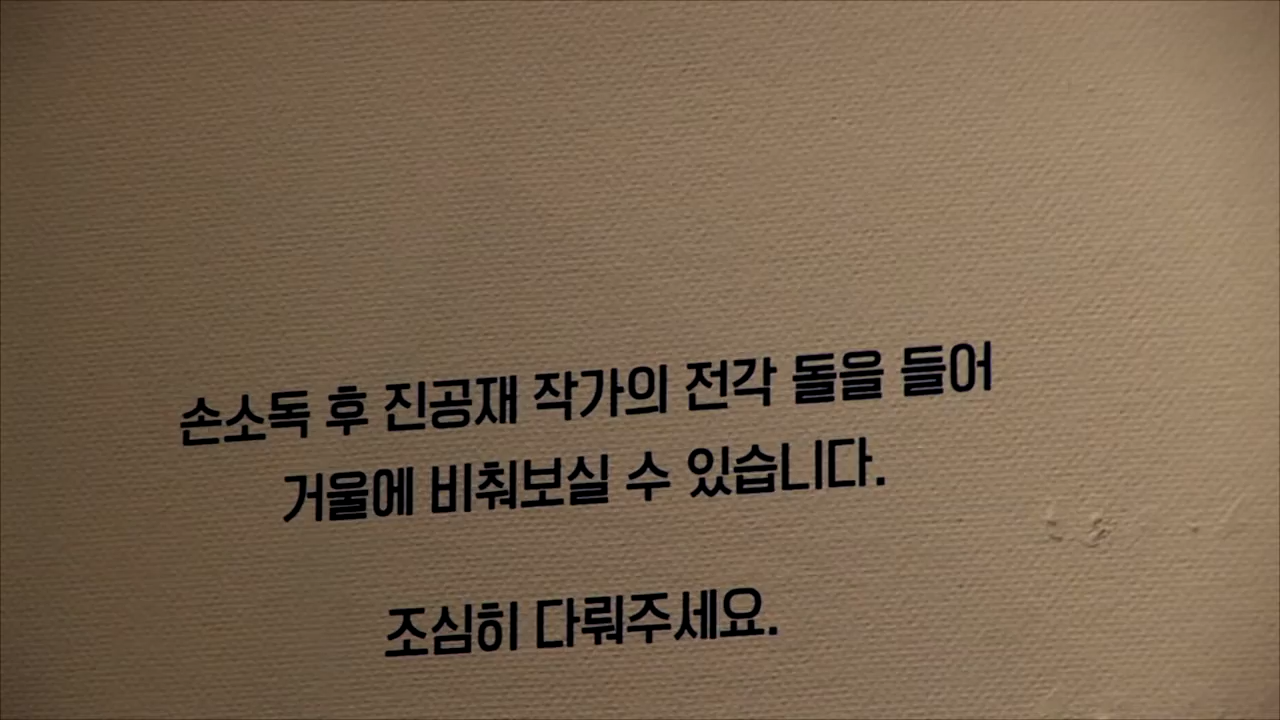 손소독 후 진공재 작가의 전각 돌을 들어
거울에 비춰보실 수 있습니다.
조심히 다뤄주세요.